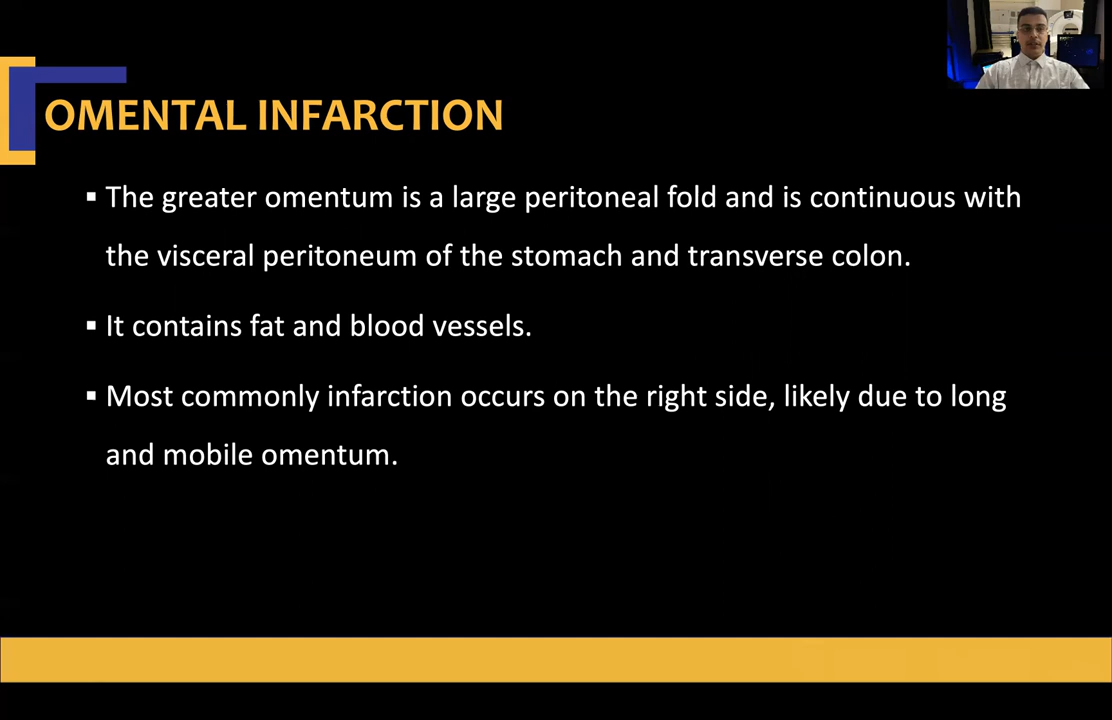 OMENTAL INFARCTION
▪ The greater omentum is a large peritoneal fold and is continuous with
the visceral peritoneum of the stomach and transverse colon.
▪ It contains fat and blood vessels.
▪ Most commonly infarction occurs on the right side, likely due to long
and mobile omentum.